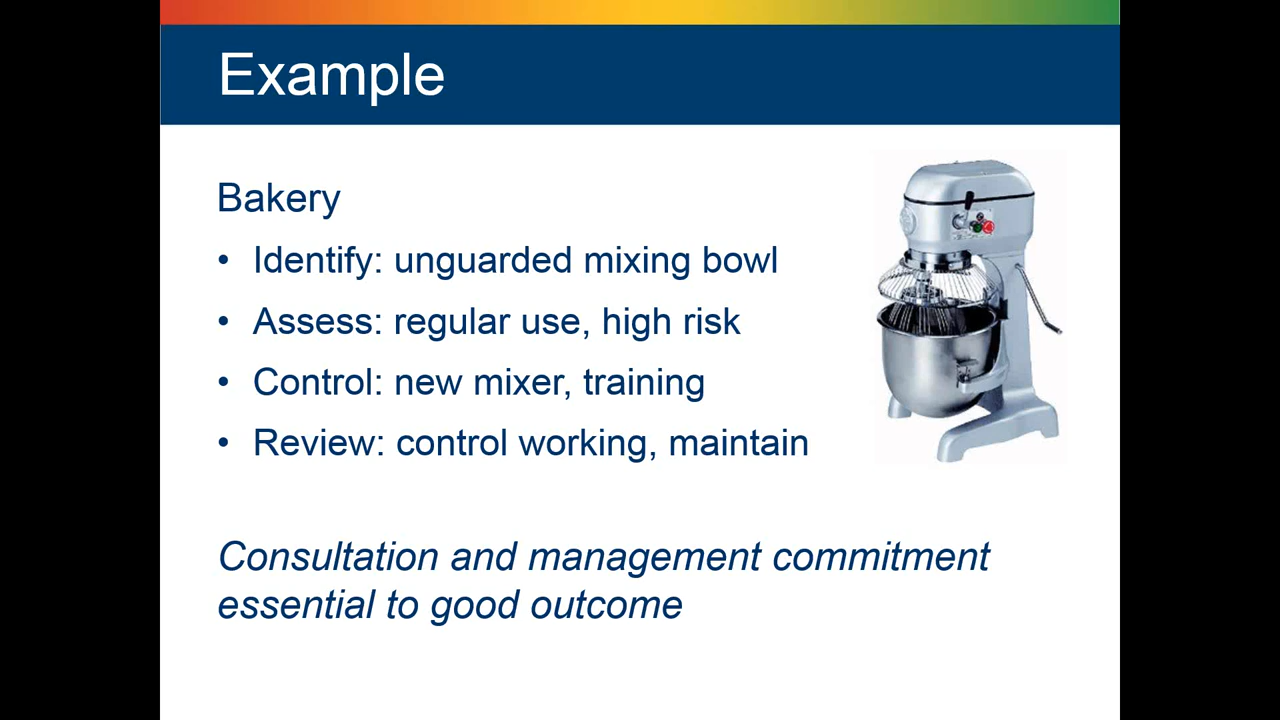 Example
Bakery
• Identify: unguarded mixing bowl
• Assess: regular use, high risk
• Control: new mixer, training
• Review: control working, maintain
Consultation and management commitment
essential to good outcome